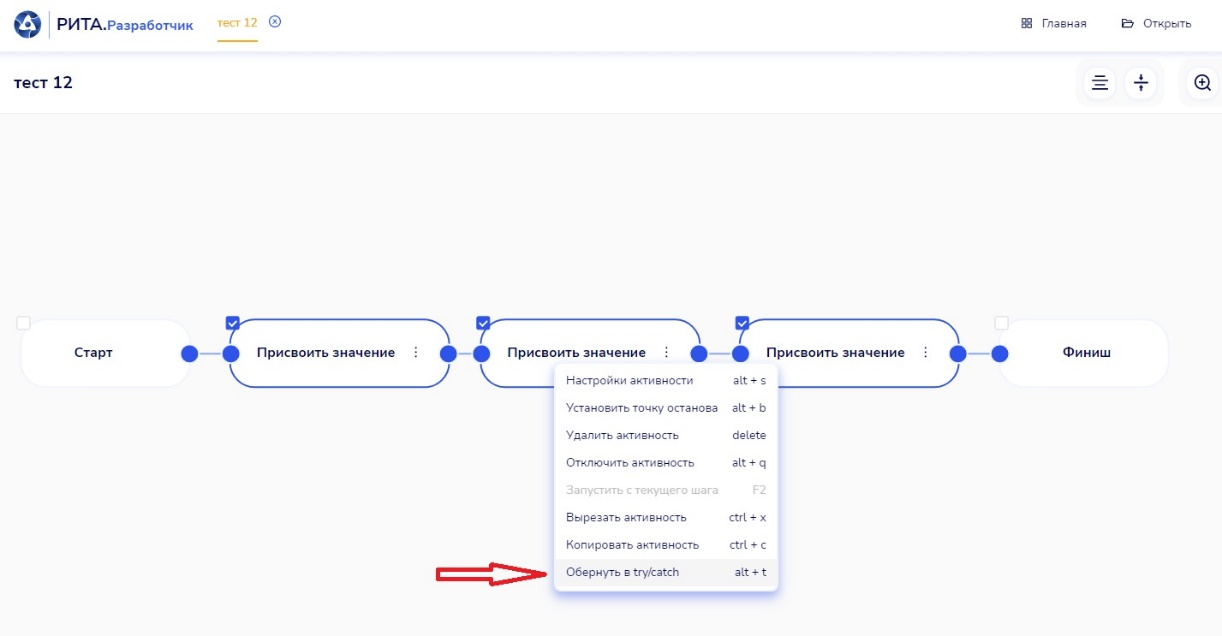 РИТА.Разработчик тест 12 Главная Открыть
тест 12
Старт Присвоить значение Присвоить значение Присвоить значение Финиш
Настройки активности alt + s
Установить точку останова alt + b
Удалить активность delete
Отключить активность alt + q
Запустить с текущего шага F2
Вырезать активность ctrl + x
Копировать активность ctrl + c
Обернуть в try/catch alt + t